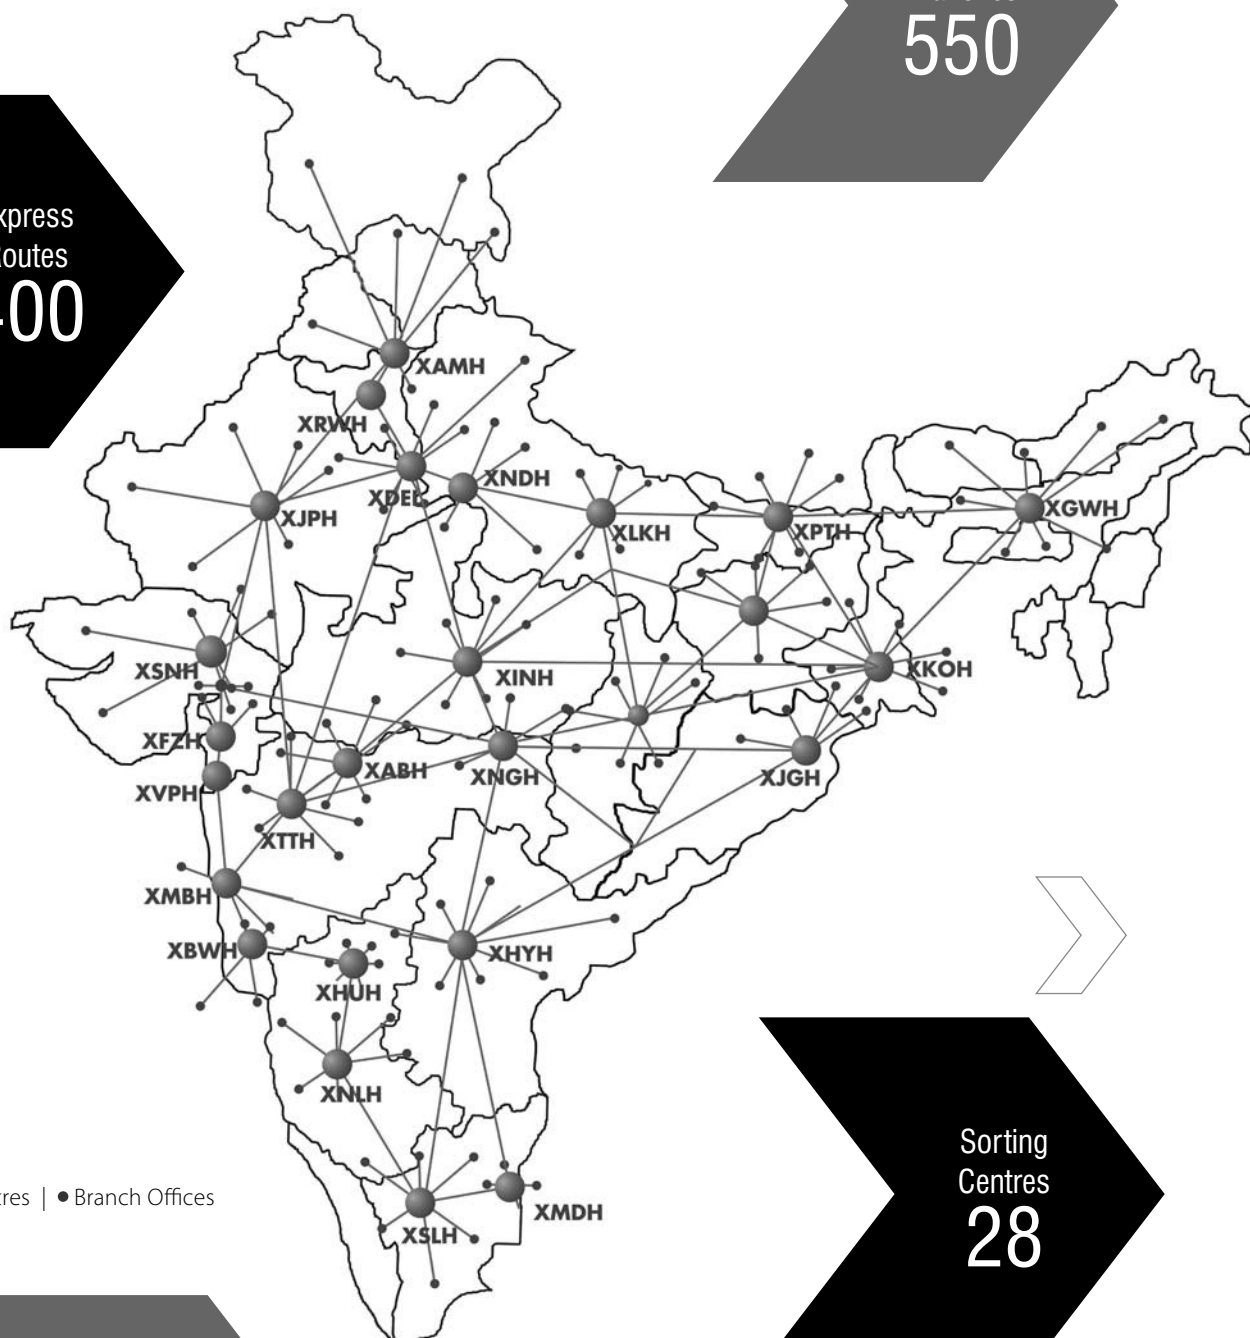 550
xpress
outes
400
XAMH
XRWH
XDEL
XNDH
XJPH
XLKH
XPTH
XGWH
XSNH
XINH
XKOH
XFZH
XABH
XNGH
XJGH
XVPH
XTTH
XMBH
XBWH
XHYH
XHUH
XNLH
XMDH
XSLH
tres | ● Branch Offices
Sorting
Centres
28